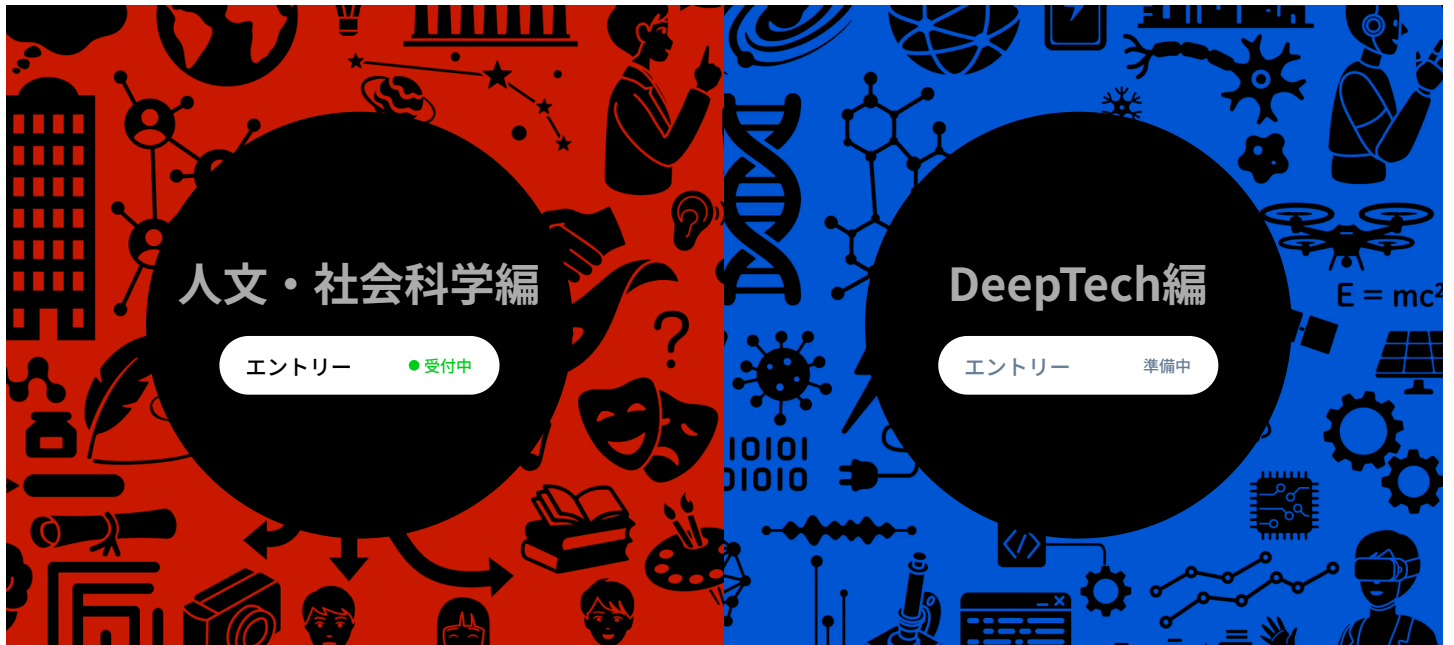 人文・社会科学編
エントリー
受付中
DeepTech編
エントリー
準備中
E = mc²
10101
01010
</>
?